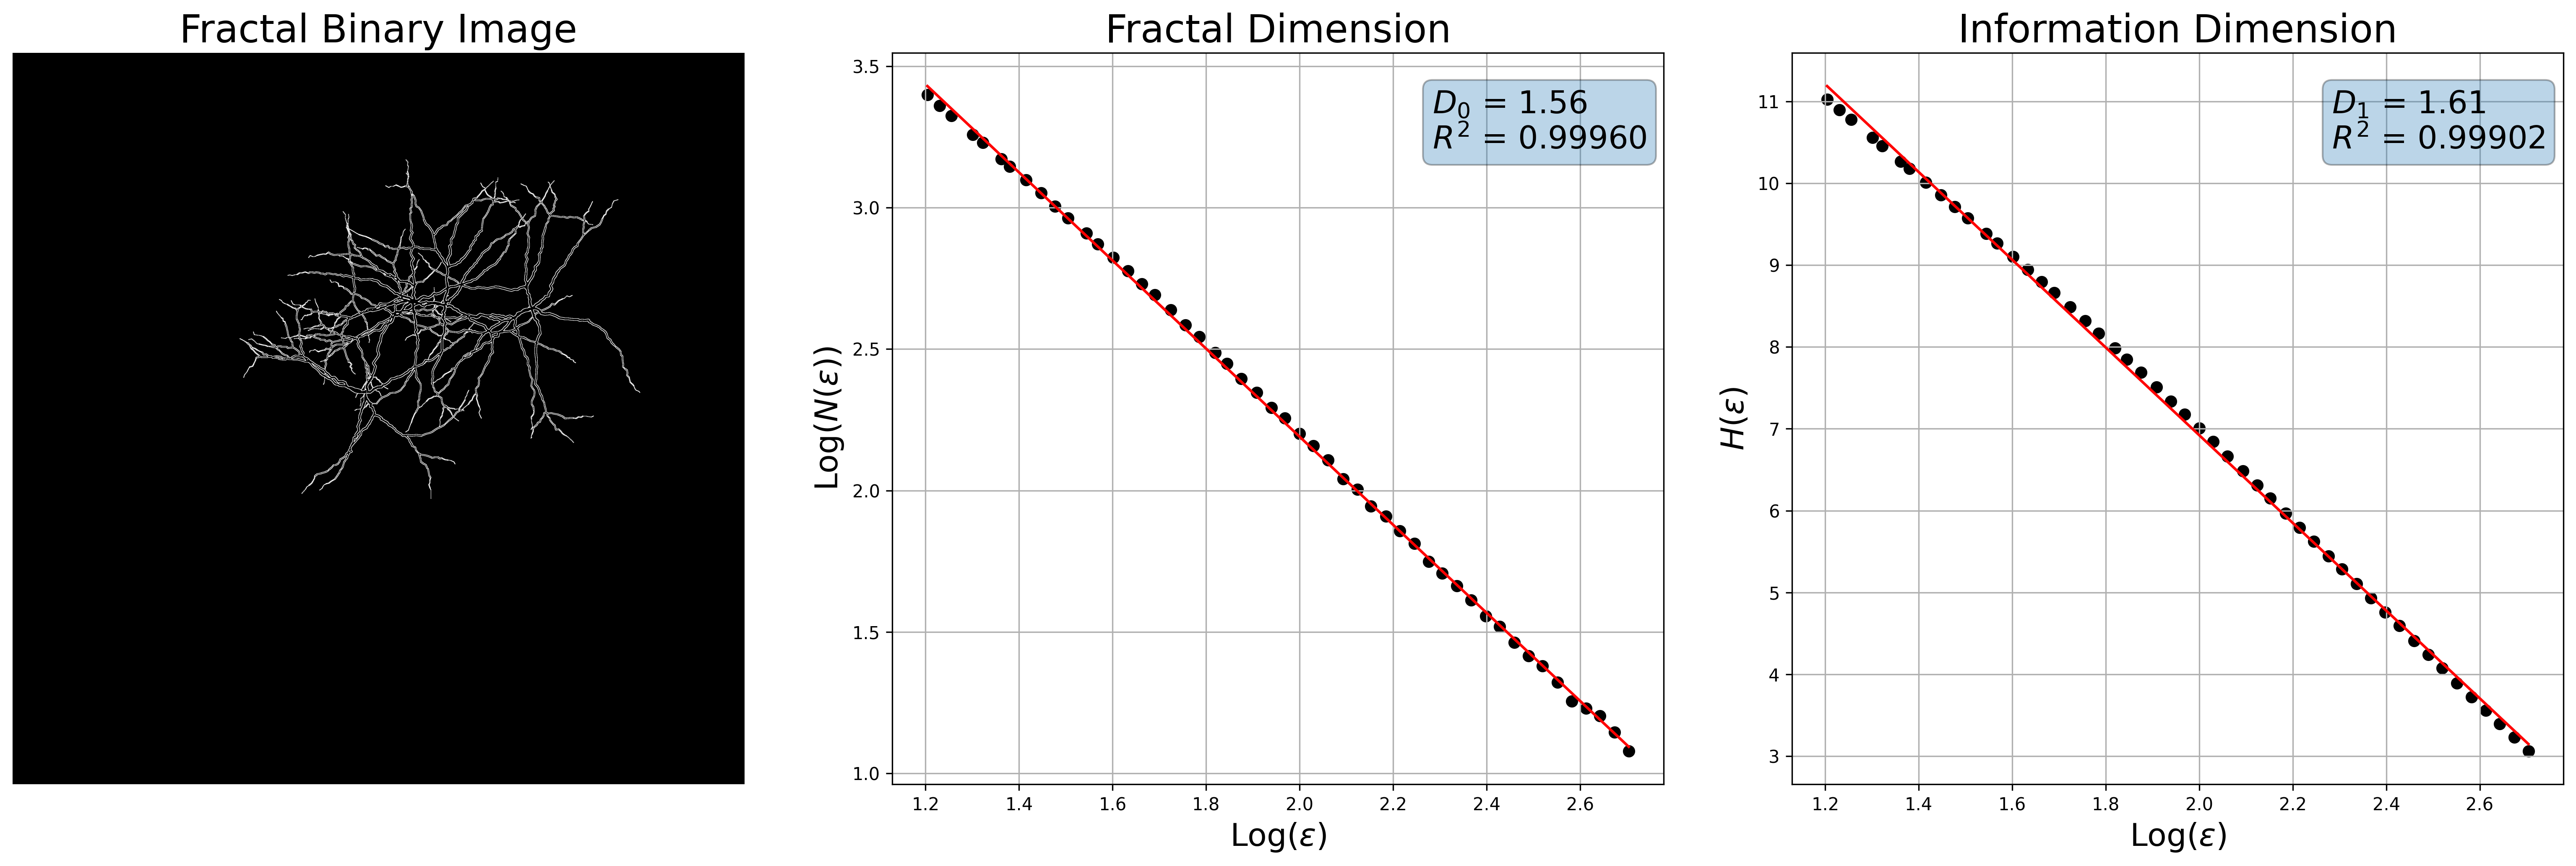 Fractal Binary Image
Fractal Dimension
3.5
3.0
2.5
2.0
1.5
1.0
Log(N(ε))
D₀ = 1.56
R² = 0.99960
1.2 1.4 1.6 1.8 2.0 2.2 2.4 2.6
Log(ε)
Information Dimension
11
10
9
8
7
6
5
4
3
H(ε)
D₁ = 1.61
R² = 0.99902
1.2 1.4 1.6 1.8 2.0 2.2 2.4 2.6
Log(ε)